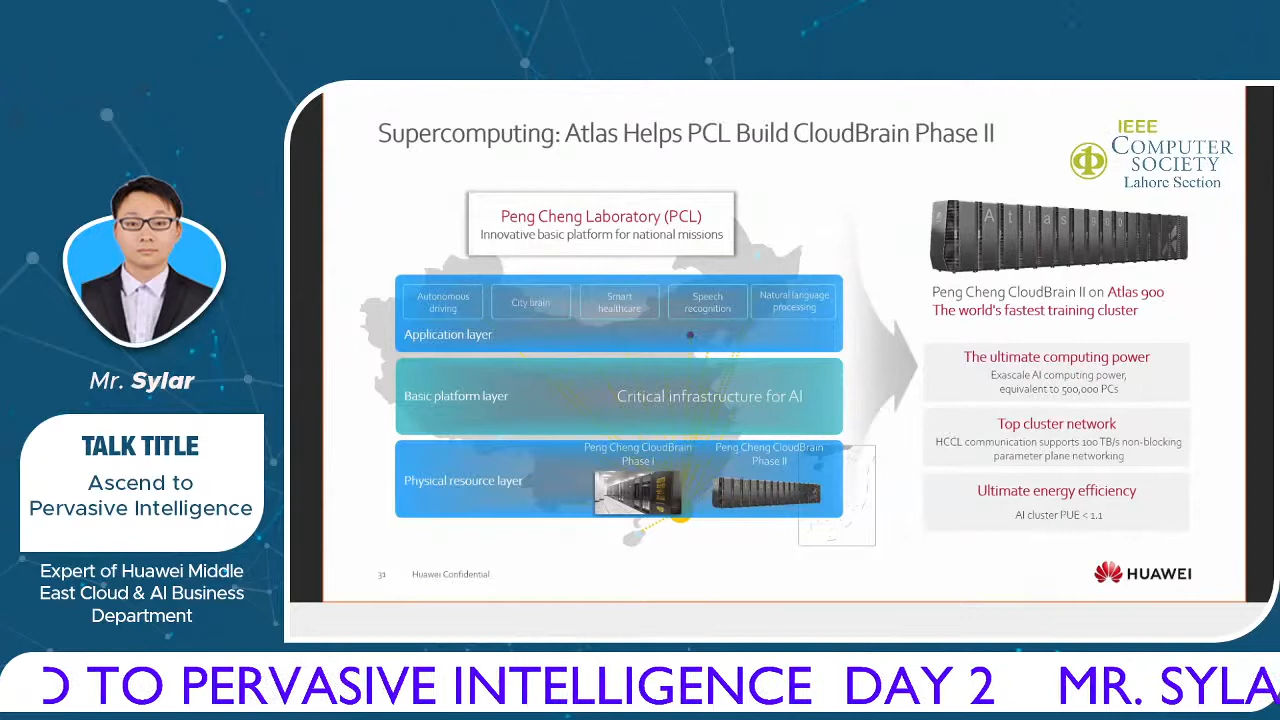 Supercomputing: Atlas Helps PCL Build CloudBrain Phase II
IEEE
COMPUTER
SOCIETY
Lahore Section
Peng Cheng Laboratory (PCL)
Innovative basic platform for national missions
Autonomous
driving
City brain
Smart
healthcare
Speech
recognition
Natural language
processing
Application layer
Basic platform layer
Critical infrastructure for AI
Peng Cheng CloudBrain
Phase I
Peng Cheng CloudBrain
Phase II
Physical resource layer
Atlas 900
Peng Cheng CloudBrain II on Atlas 900
The world's fastest training cluster
The ultimate computing power
Exascale AI computing power,
equivalent to 500,000 PCs
Top cluster network
HCCL communication supports 100 TB/s non-blocking
parameter plane networking
Ultimate energy efficiency
AI cluster PUE < 1.1
31 Huawei Confidential
HUAWEI
Mr. Sylar
TALK TITLE
Ascend to
Pervasive Intelligence
Expert of Huawei Middle
East Cloud & AI Business
Department
TO PERVASIVE INTELLIGENCE DAY 2 MR. SYLA